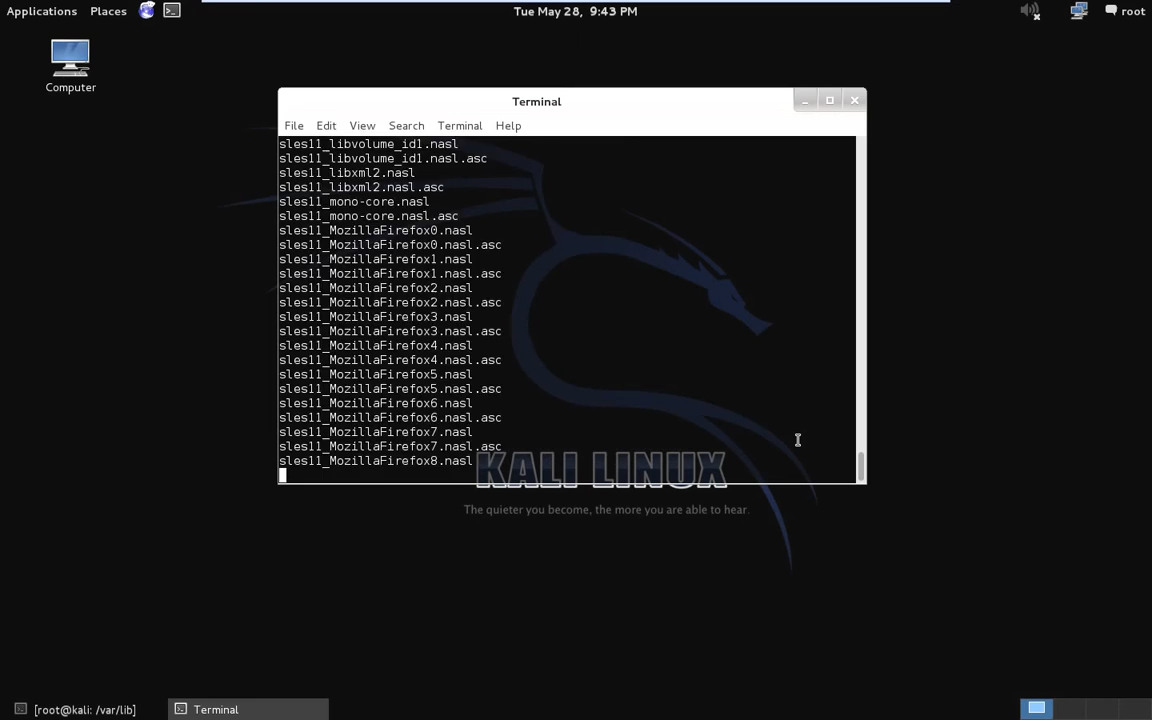 Applications Places Tue May 28, 9:43 PM root
Computer
Terminal
File Edit View Search Terminal Help
sles11_libvolume_id1.nasl
sles11_libvolume_id1.nasl.asc
sles11_libxml2.nasl
sles11_libxml2.nasl.asc
sles11_mono-core.nasl
sles11_mono-core.nasl.asc
sles11_MozillaFirefox0.nasl
sles11_MozillaFirefox0.nasl.asc
sles11_MozillaFirefox1.nasl
sles11_MozillaFirefox1.nasl.asc
sles11_MozillaFirefox2.nasl
sles11_MozillaFirefox2.nasl.asc
sles11_MozillaFirefox3.nasl
sles11_MozillaFirefox3.nasl.asc
sles11_MozillaFirefox4.nasl
sles11_MozillaFirefox4.nasl.asc
sles11_MozillaFirefox5.nasl
sles11_MozillaFirefox5.nasl.asc
sles11_MozillaFirefox6.nasl
sles11_MozillaFirefox6.nasl.asc
sles11_MozillaFirefox7.nasl
sles11_MozillaFirefox7.nasl.asc
sles11_MozillaFirefox8.nasl
KALI LINUX
The quieter you become, the more you are able to hear.
[root@kali: /var/lib] Terminal